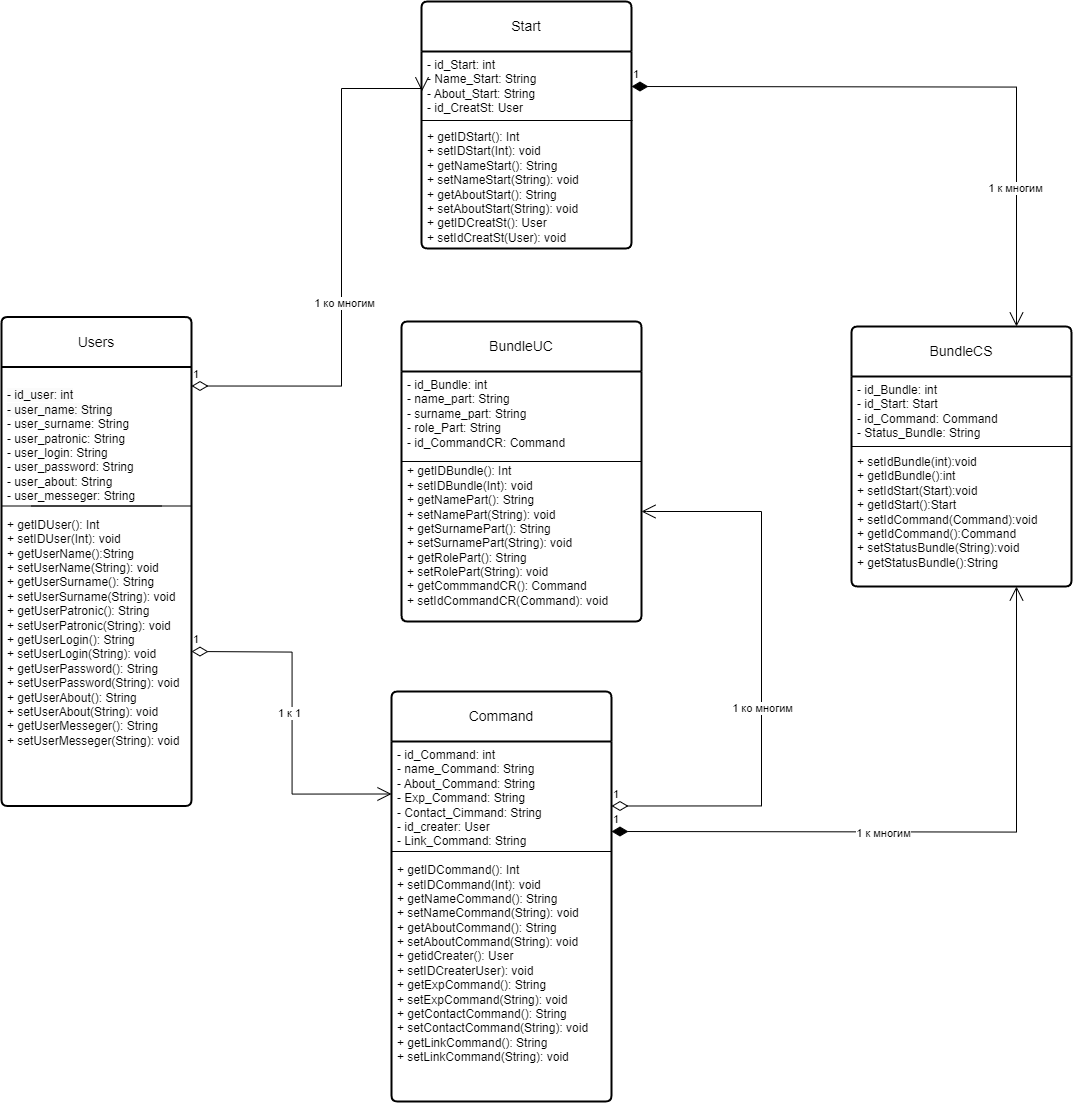 Start
- id_Start: int
- Name_Start: String
- About_Start: String
- id_CreatSt: User
+ getIDStart(): Int
+ setIDStart(Int): void
+ getNameStart(): String
+ setNameStart(String): void
+ getAboutStart(): String
+ setAboutStart(String): void
+ getIDCreatSt(): User
+ setIdCreatSt(User): void
1
1 к многим
1 ко многим
Users
- id_user: int
- user_name: String
- user_surname: String
- user_patronic: String
- user_login: String
- user_password: String
- user_about: String
- user_messeger: String
+ getIDUser(): Int
+ setIDUser(Int): void
+ getUserName():String
+ setUserName(String): void
+ getUserSurname(): String
+ setUserSurname(String): void
+ getUserPatronic(): String
+ setUserPatronic(String): void
+ getUserLogin(): String
+ setUserLogin(String): void
+ getUserPassword(): String
+ setUserPassword(String): void
+ getUserAbout(): String
+ setUserAbout(String): void
+ getUserMesseger(): String
+ setUserMesseger(String): void
1
1
1 к 1
BundleUC
- id_Bundle: int
- name_part: String
- surname_part: String
- role_Part: String
- id_CommandCR: Command
+ getIDBundle(): Int
+ setIDBundle(Int): void
+ getNamePart(): String
+ setNamePart(String): void
+ getSurnamePart(): String
+ setSurnamePart(String): void
+ getRolePart(): String
+ setRolePart(String): void
+ getCommmandCR(): Command
+ setIdCommandCR(Command): void
BundleCS
- id_Bundle: int
- id_Start: Start
- id_Command: Command
- Status_Bundle: String
+ setIdBundle(int):void
+ getIdBundle():int
+ setIdStart(Start):void
+ getIdStart():Start
+ setIdCommand(Command):void
+ getIdCommand():Command
+ setStatusBundle(String):void
+ getStatusBundle():String
Command
- id_Command: int
- name_Command: String
- About_Command: String
- Exp_Command: String
- Contact_Cimmand: String
- id_creater: User
- Link_Command: String
+ getIDCommand(): Int
+ setIDCommand(Int): void
+ getNameCommand(): String
+ setNameCommand(String): void
+ getAboutCommand(): String
+ setAboutCommand(String): void
+ getidCreater(): User
+ setIDCreaterUser): void
+ getExpCommand(): String
+ setExpCommand(String): void
+ getContactCommand(): String
+ setContactCommand(String): void
+ getLinkCommand(): String
+ setLinkCommand(String): void
1 ко многим
1
1
1 к многим